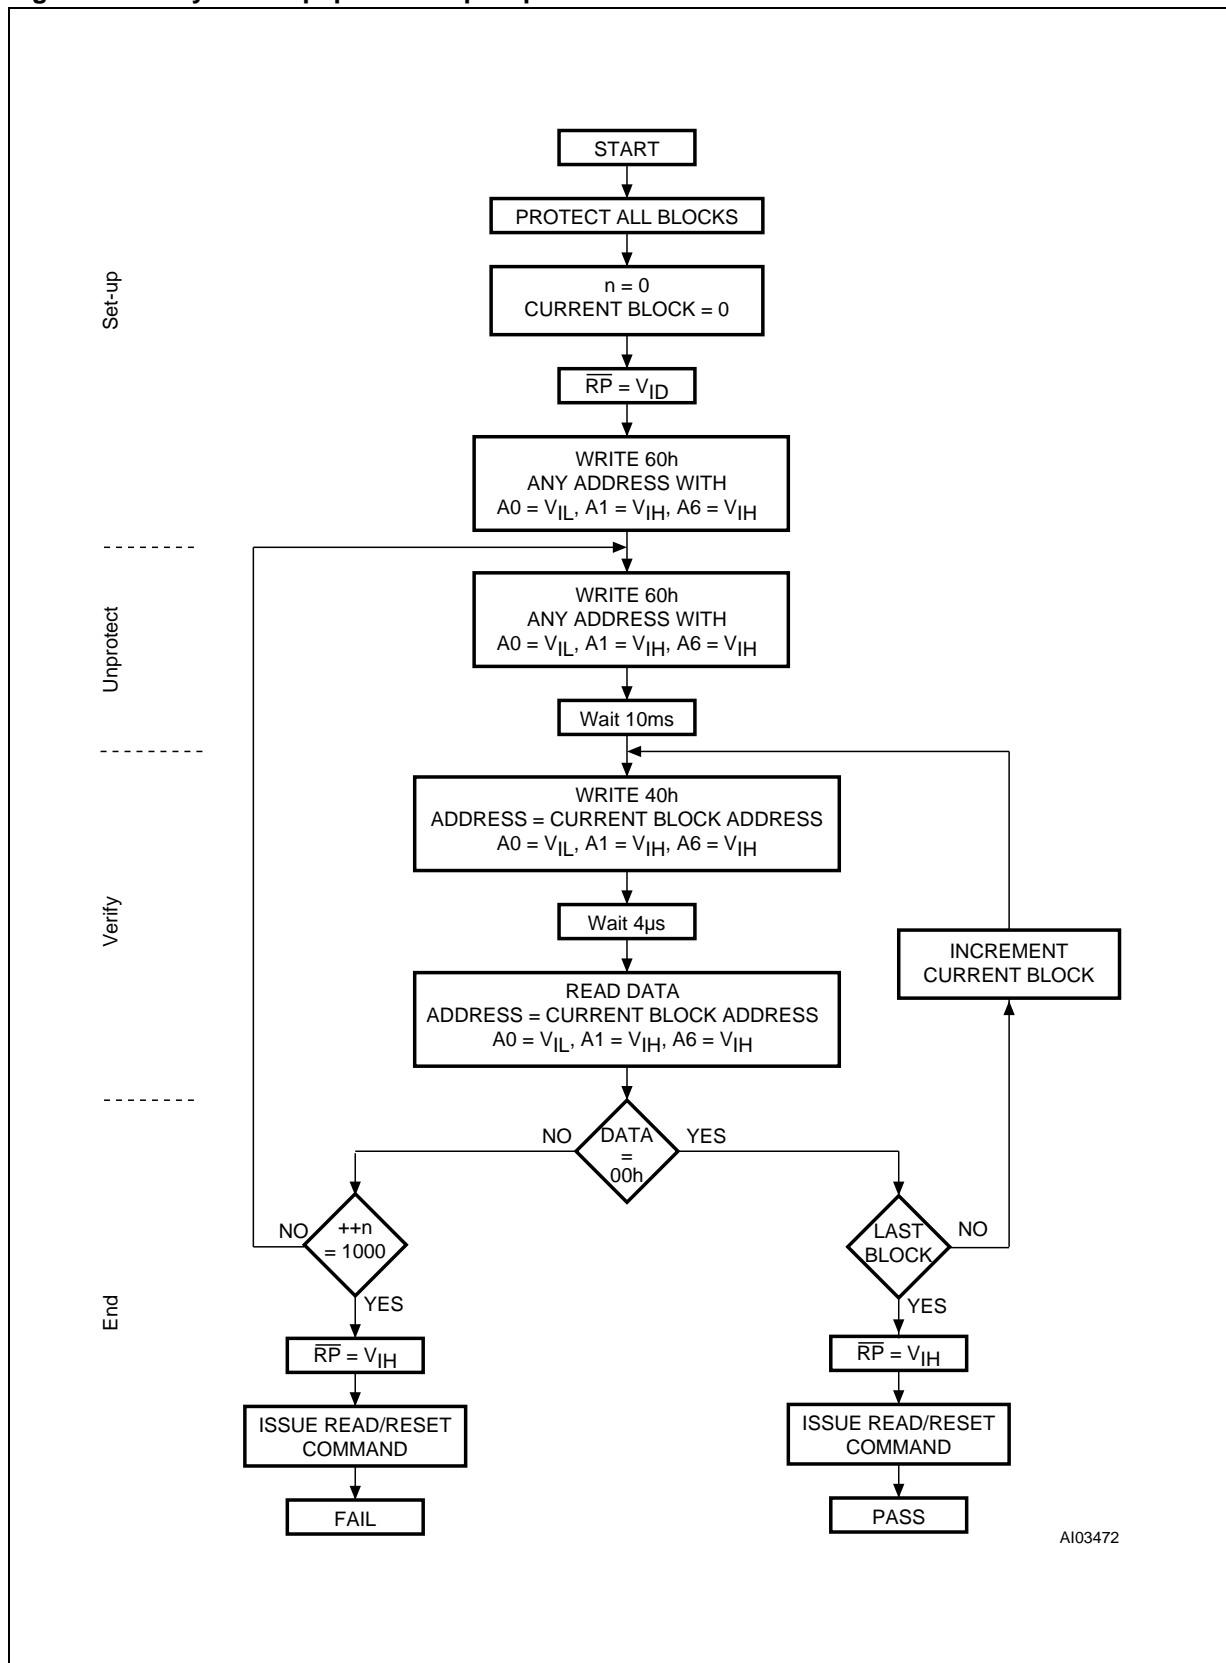 START
PROTECT ALL BLOCKS
n = 0
CURRENT BLOCK = 0
Set-up
RP = VID
WRITE 60h
ANY ADDRESS WITH
A0 = VIL, A1 = VIH, A6 = VIH
WRITE 60h
ANY ADDRESS WITH
A0 = VIL, A1 = VIH, A6 = VIH
Unprotect
Wait 10ms
WRITE 40h
ADDRESS = CURRENT BLOCK ADDRESS
A0 = VIL, A1 = VIH, A6 = VIH
Verify
Wait 4µs
INCREMENT
CURRENT BLOCK
READ DATA
ADDRESS = CURRENT BLOCK ADDRESS
A0 = VIL, A1 = VIH, A6 = VIH
NO
DATA
=
00h
YES
NO
++n
= 1000
LAST
BLOCK
NO
YES
YES
End
RP = VIH
RP = VIH
ISSUE READ/RESET
COMMAND
ISSUE READ/RESET
COMMAND
FAIL
PASS
AI03472